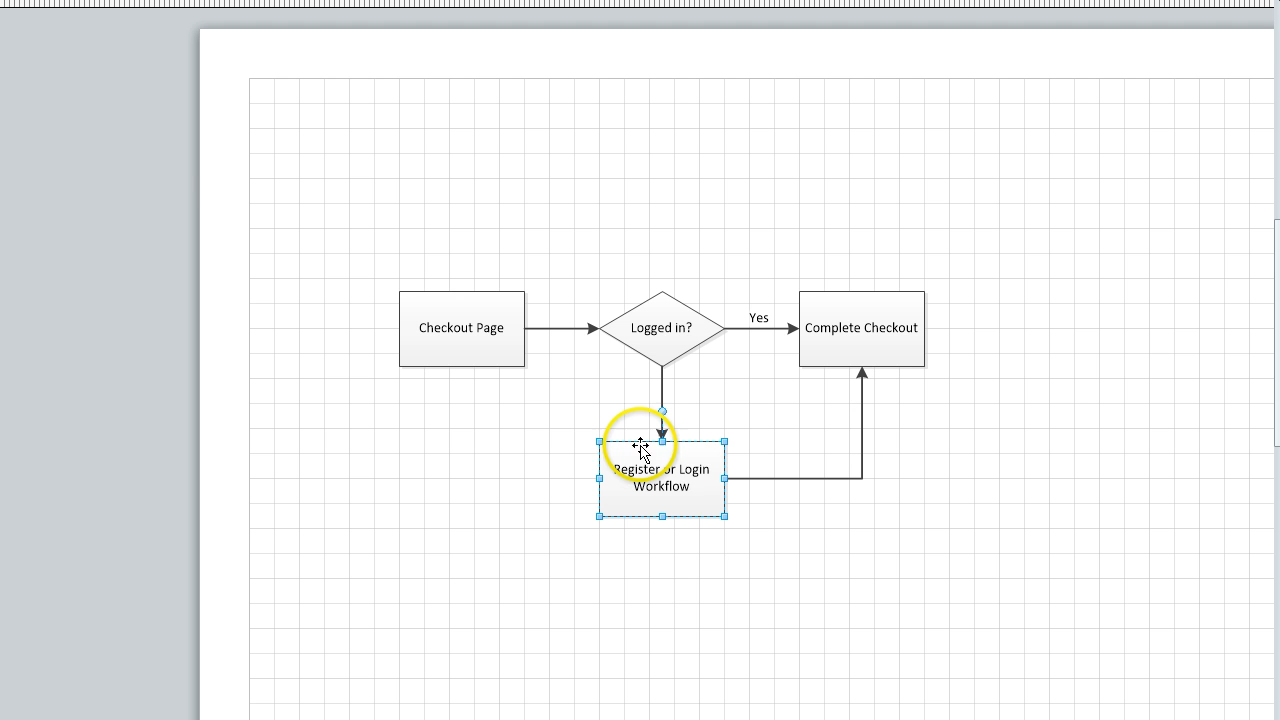 Checkout Page
Logged in?
Yes
Complete Checkout
Register or Login
Workflow